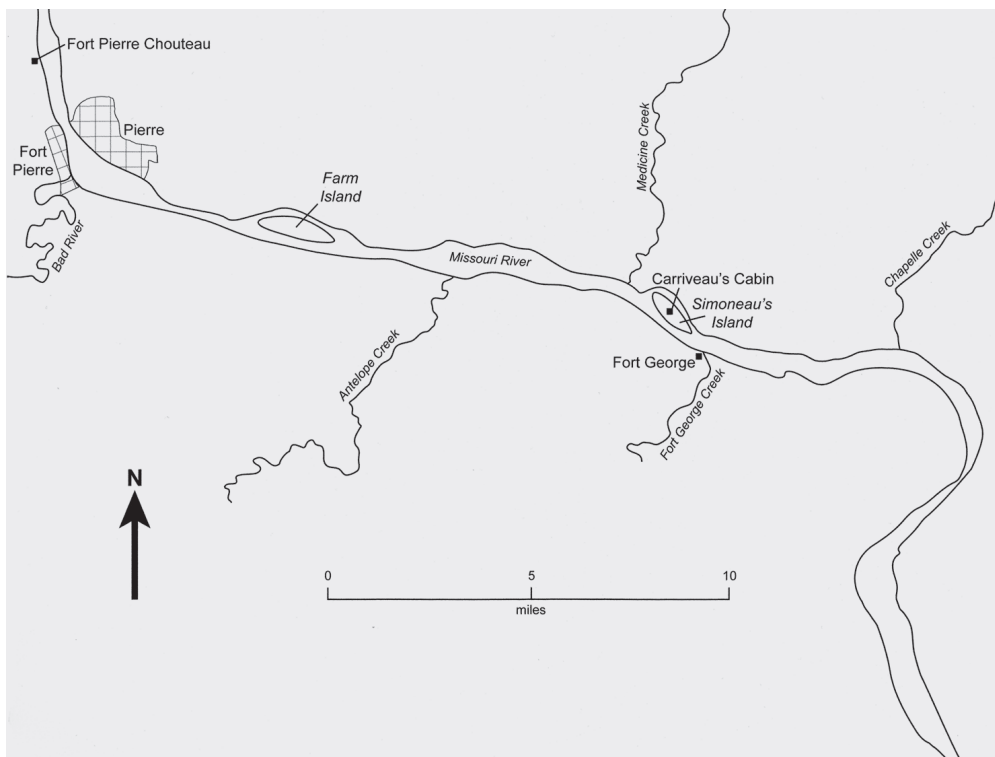 Fort Pierre Chouteau
Pierre
Fort
Pierre
Bad River
Farm
Island
Medicine Creek
Missouri River
Chapelle Creek
Carriveau's Cabin
Simoneau's
Island
Antelope Creek
Fort George
Fort George Creek
N
0 5 10
miles